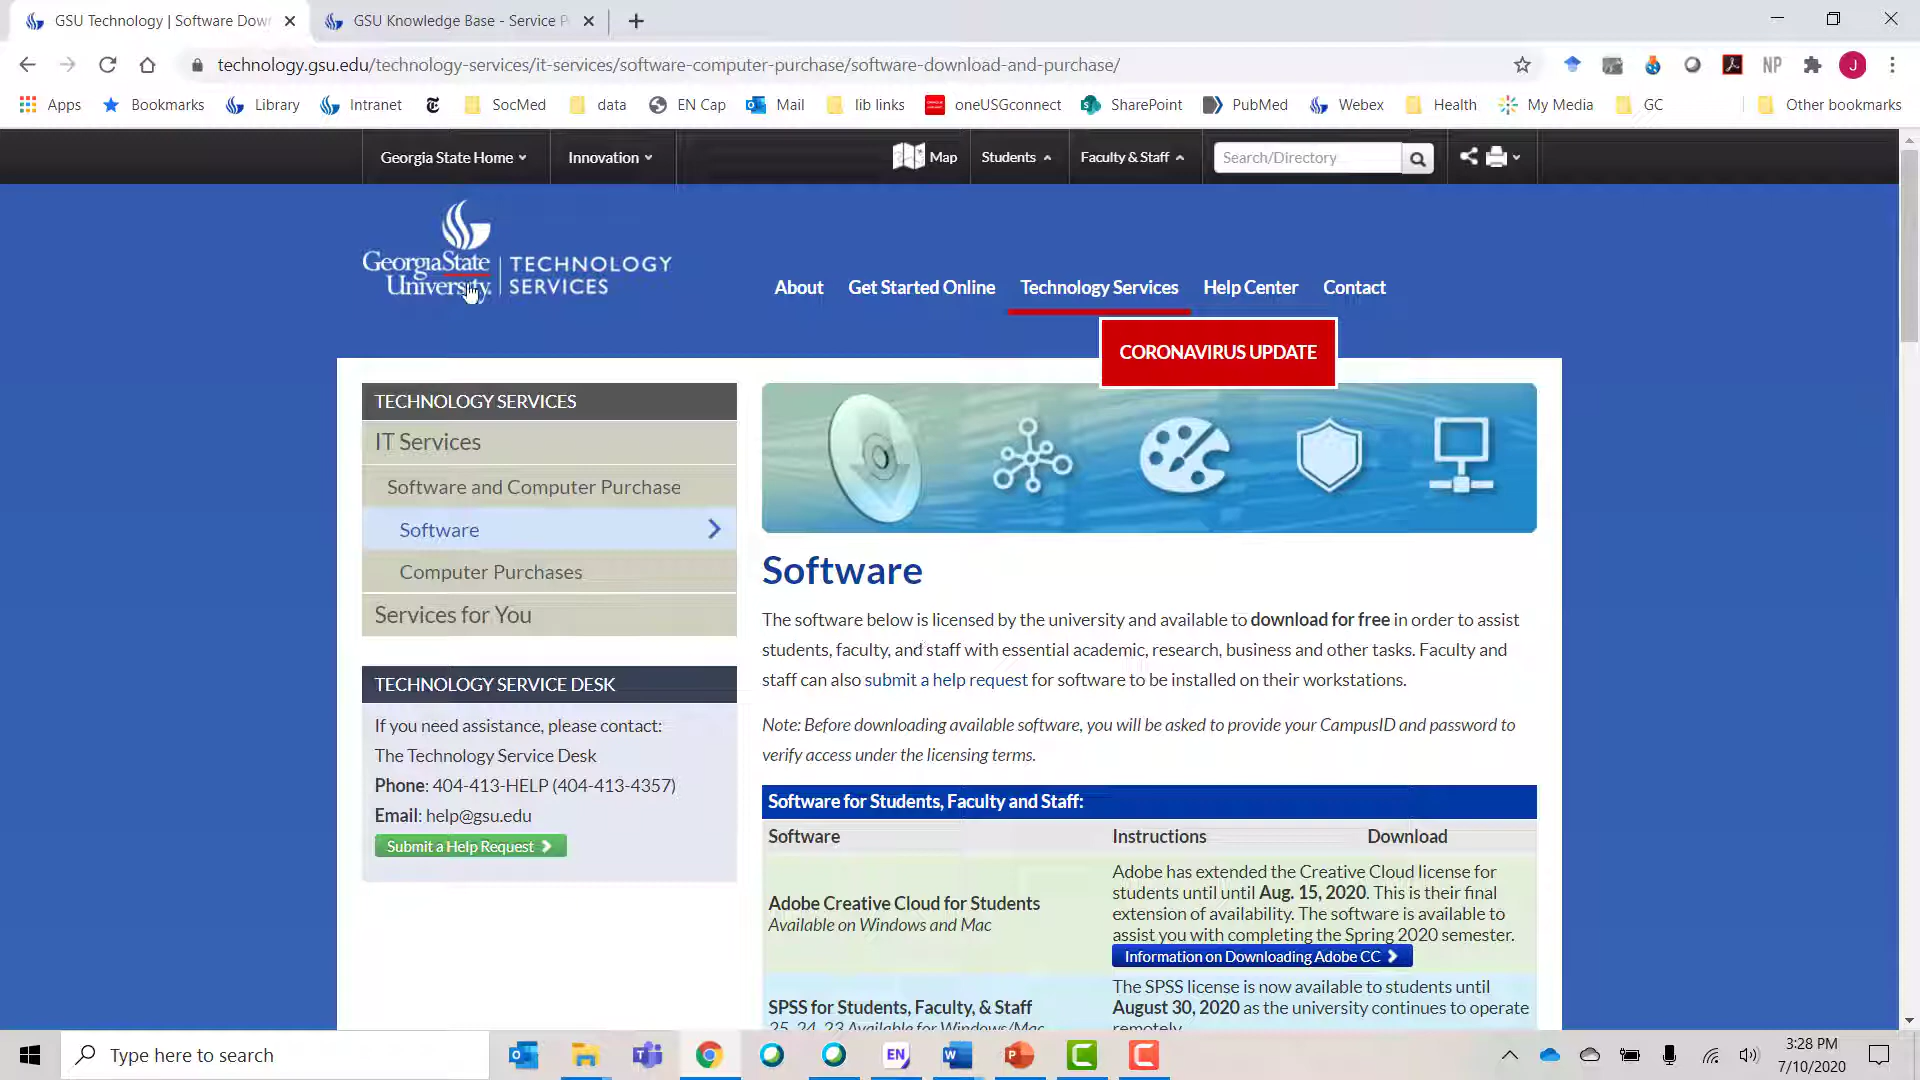 GSU Technology | Software Dow
GSU Knowledge Base - Service P
technology.gsu.edu/technology-services/it-services/software-computer-purchase/software-download-and-purchase/
NP
J
Apps Bookmarks Library Intranet SocMed data EN Cap Mail lib links oneUSGconnect SharePoint PubMed Webex Health My Media GC Other bookmarks
Georgia State Home Innovation Map Students Faculty & Staff Search/Directory
GeorgiaState University. TECHNOLOGY SERVICES
About Get Started Online Technology Services Help Center Contact
CORONAVIRUS UPDATE
TECHNOLOGY SERVICES
IT Services
Software and Computer Purchase
Software
Computer Purchases
Services for You
TECHNOLOGY SERVICE DESK
If you need assistance, please contact:
The Technology Service Desk
Phone: 404-413-HELP (404-413-4357)
Email: help@gsu.edu
Submit a Help Request
Software
The software below is licensed by the university and available to download for free in order to assist
students, faculty, and staff with essential academic, research, business and other tasks. Faculty and
staff can also submit a help request for software to be installed on their workstations.
Note: Before downloading available software, you will be asked to provide your CampusID and password to
verify access under the licensing terms.
Software for Students, Faculty and Staff:
Software Instructions Download
Adobe Creative Cloud for Students
Available on Windows and Mac
Adobe has extended the Creative Cloud license for
students until until Aug. 15, 2020. This is their final
extension of availability. The software is available to
assist you with completing the Spring 2020 semester.
Information on Downloading Adobe CC
SPSS for Students, Faculty, & Staff
25, 24, 23 Available for Windows/Mac
The SPSS license is now available to students until
August 30, 2020 as the university continues to operate
remotely
Type here to search
EN
3:28 PM
7/10/2020